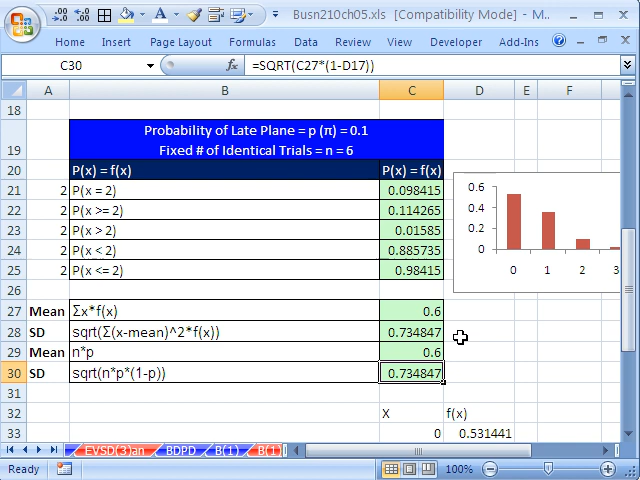 Busn210ch05.xls [Compatibility Mode] - M...
Home Insert Page Layout Formulas Data Review View Developer Add-Ins
C30 fx =SQRT(C27*(1-D17))
A B C D E F
18
19 Probability of Late Plane = p (π) = 0.1
Fixed # of Identical Trials = n = 6
20 P(x) = f(x) P(x) = f(x)
21 2 P(x = 2) 0.098415
22 2 P(x >= 2) 0.114265
23 2 P(x > 2) 0.01585
24 2 P(x < 2) 0.885735
25 2 P(x <= 2) 0.98415
0.6
0.4
0.2
0
0 1 2 3
26
27 Mean Σx*f(x) 0.6
28 SD sqrt(Σ(x-mean)^2*f(x)) 0.734847
29 Mean n*p 0.6
30 SD sqrt(n*p*(1-p)) 0.734847
31
32 X f(x)
33 0 0.531441
EVSD(3)an BDPD B(1) B(1)
Ready 100%